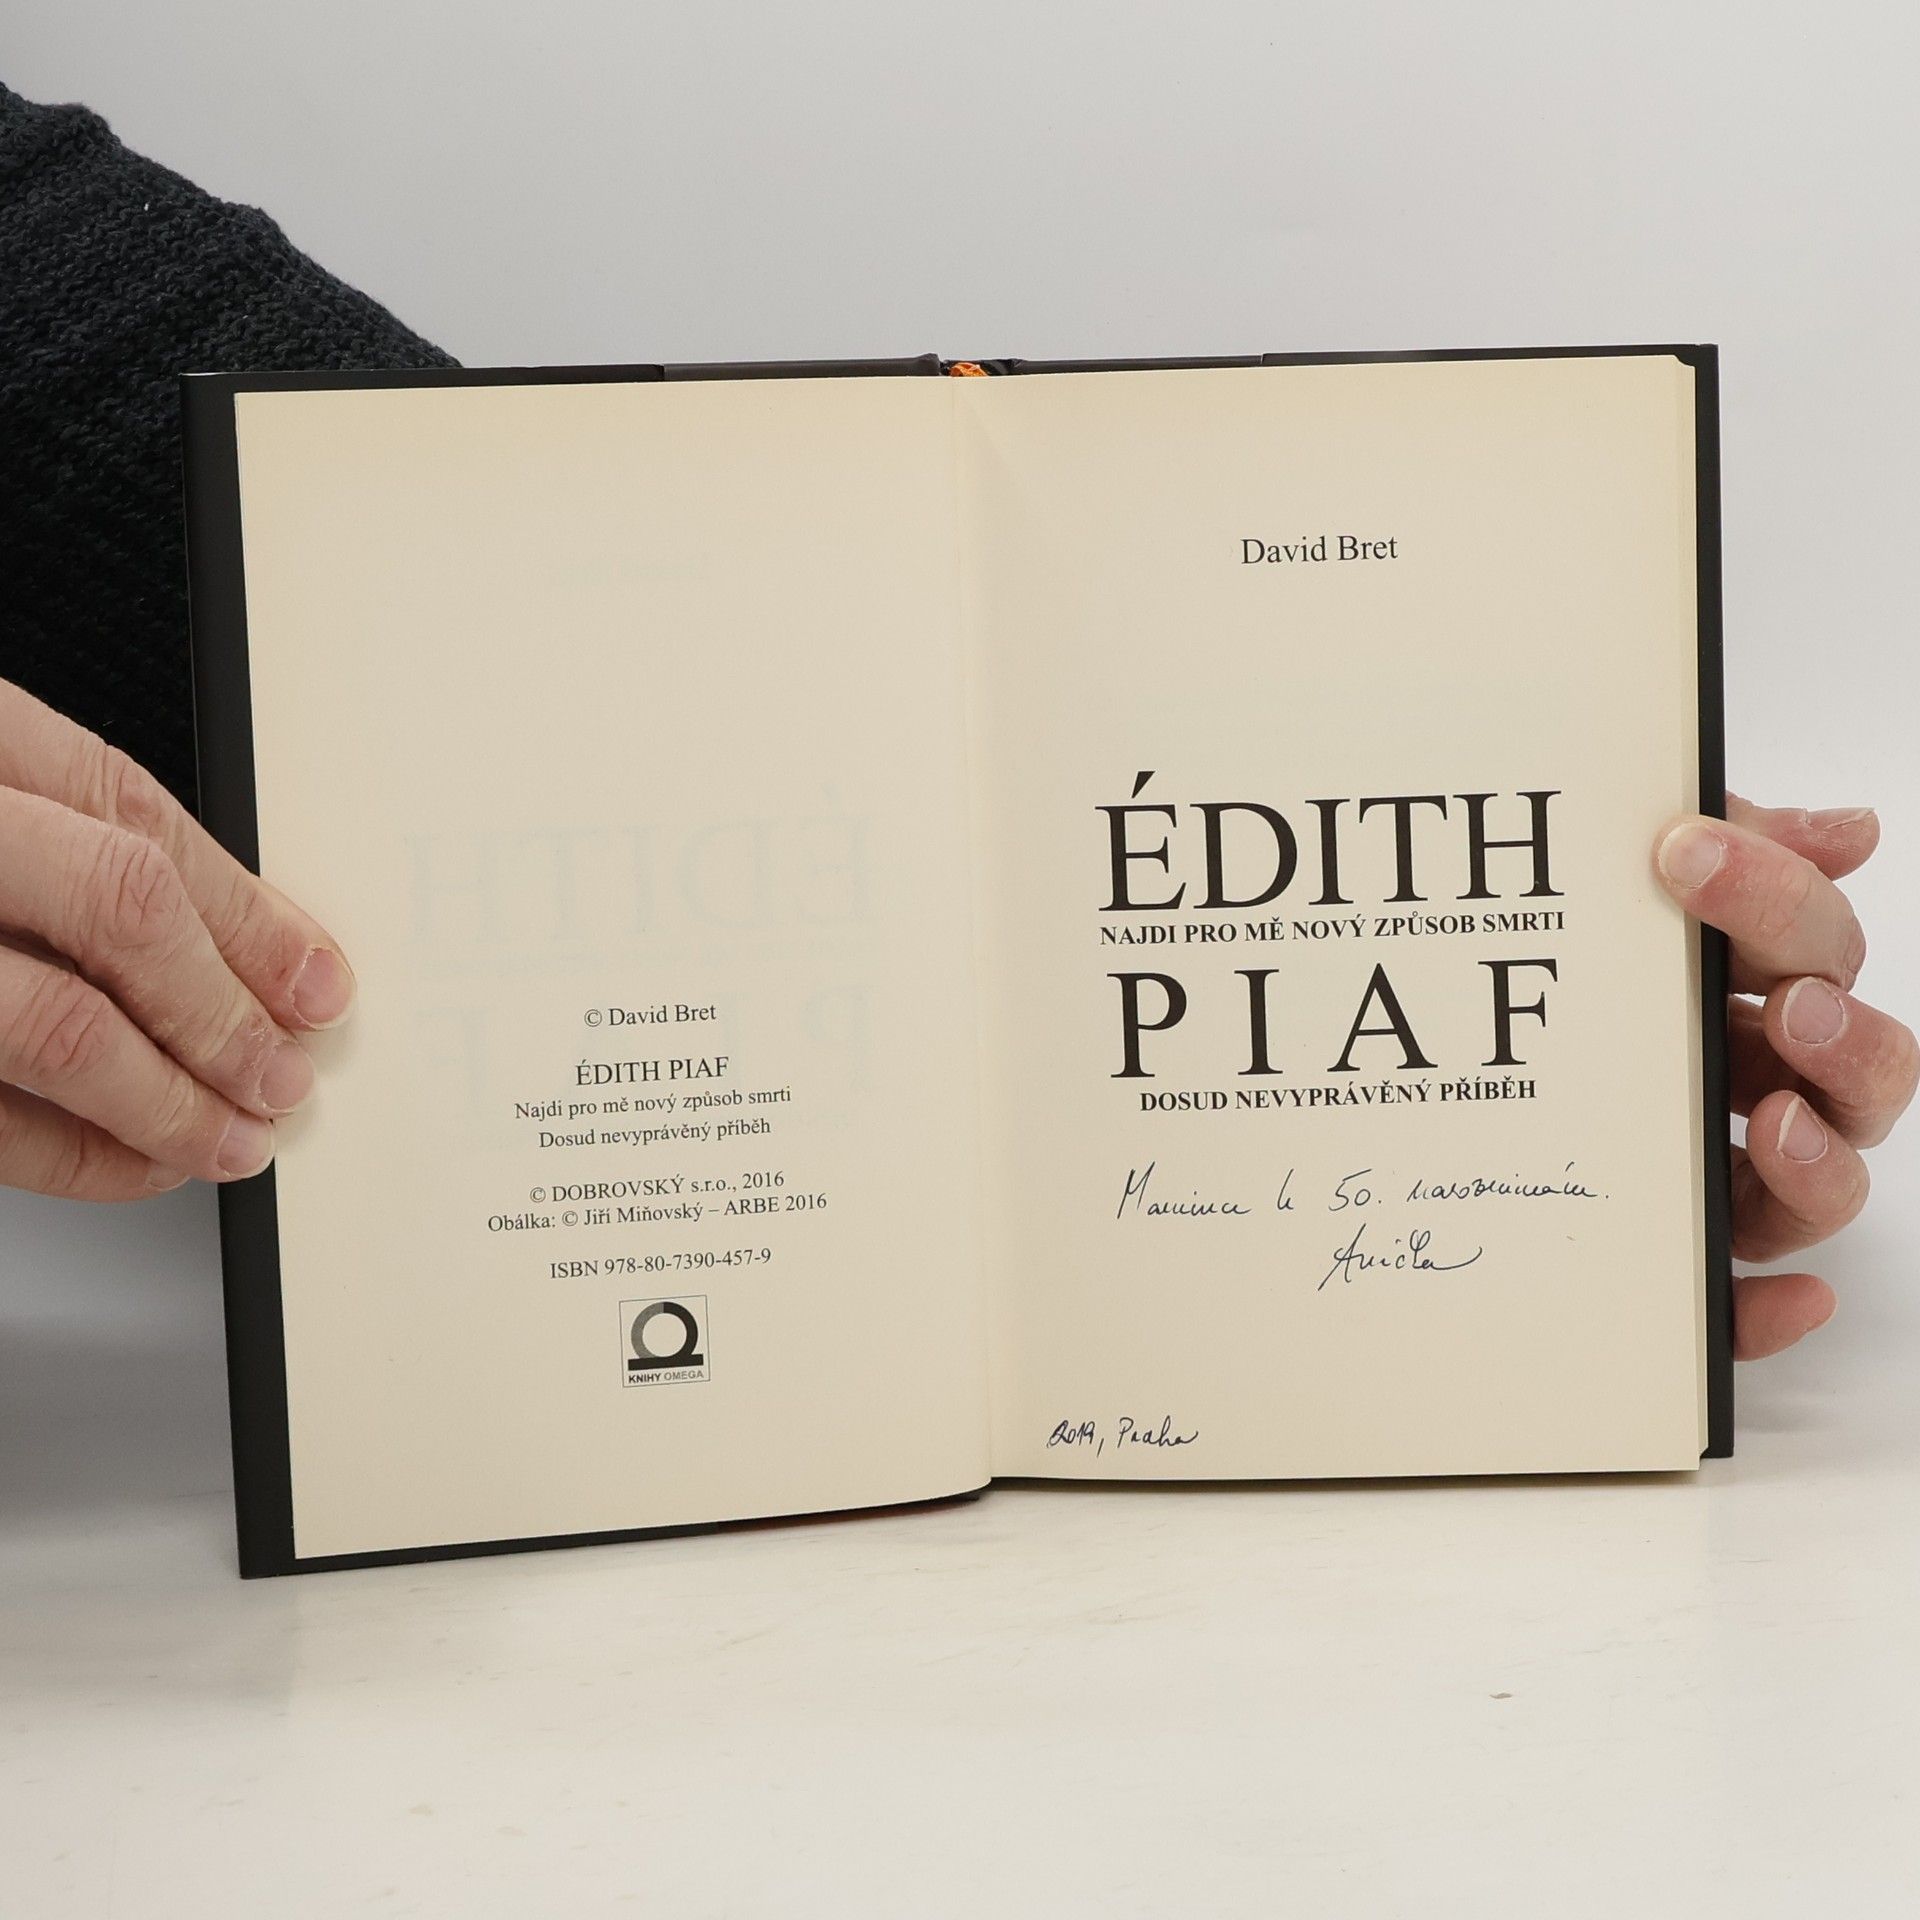 © David Bret
ÉDITH PIAF
Najdi pro mě nový způsob smrti
Dosud nevyprávěný příběh
© DOBROVSKÝ s.r.o., 2016
Obálka: © Jiří Miňovský – ARBE 2016
ISBN 978-80-7390-457-9
KNIHY OMEGA
David Bret
ÉDITH
NAJDI PRO MĚ NOVÝ ZPŮSOB SMRTI
PIAF
DOSUD NEVYPRÁVĚNÝ PŘÍBĚH
k 50. narozeninám.
Anička
2019, Praha